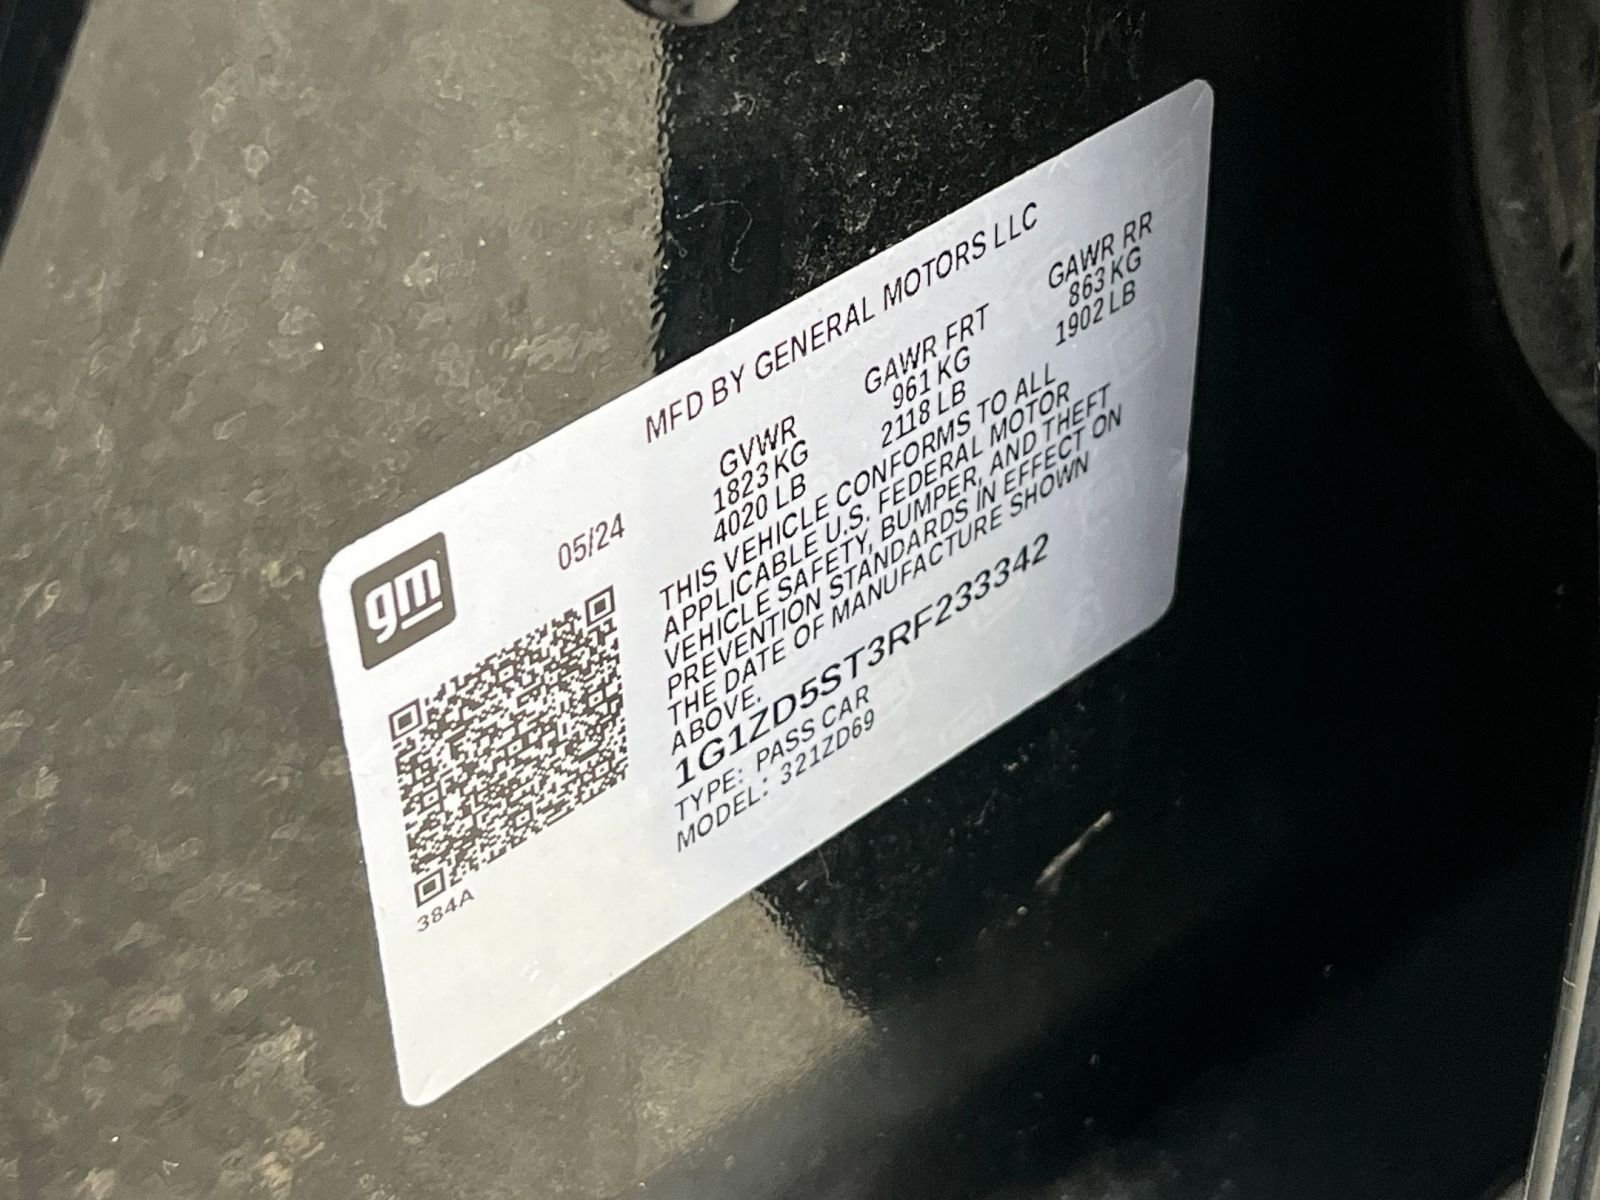 MFD BY GENERAL MOTORS LLC
GVWR GAWR FRT GAWR RR
1823 KG 961 KG 863 KG
4020 LB 2118 LB 1902 LB
gm
05/24
THIS VEHICLE CONFORMS TO ALL
APPLICABLE U.S. FEDERAL MOTOR
VEHICLE SAFETY, BUMPER, AND THEFT
PREVENTION STANDARDS IN EFFECT ON
THE DATE OF MANUFACTURE SHOWN
ABOVE.
1G1ZD5ST3RF233342
TYPE: PASS CAR
MODEL: 321ZD69
384A